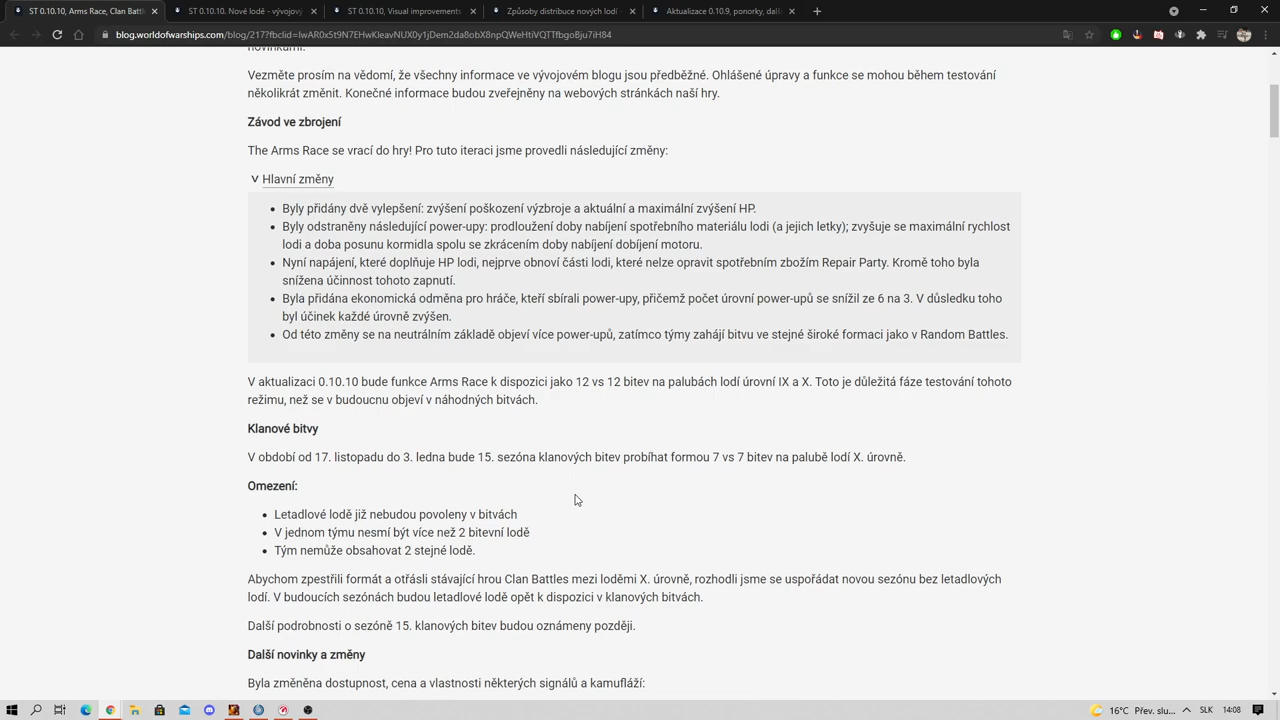 ST 0.10.10, Arms Race, Clan Battl
ST 0.10.10. Nové lodě - vývojový
ST 0.10.10, Visual improvements
Způsoby distribuce nových lodí
Aktualizace 0.10.9, ponorky, dalš
blog.worldofwarships.com/blog/217?fbclid=IwAR0x5t9N7EHwKleavNUX0y1jDem2da8obX8npQWeHtiVQTTfbgoBju7iH84
novinkami.
Vezměte prosím na vědomí, že všechny informace ve vývojovém blogu jsou předběžné. Ohlášené úpravy a funkce se mohou během testování
několikrát změnit. Konečné informace budou zveřejněny na webových stránkách naší hry.
Závod ve zbrojení
The Arms Race se vrací do hry! Pro tuto iteraci jsme provedli následující změny:
Hlavní změny
Byly přidány dvě vylepšení: zvýšení poškození výzbroje a aktuální a maximální zvýšení HP.
Byly odstraněny následující power-upy: prodloužení doby nabíjení spotřebního materiálu lodi (a jejich letky); zvyšuje se maximální rychlost
lodi a doba posunu kormidla spolu se zkrácením doby nabíjení dobíjení motoru.
Nyní napájení, které doplňuje HP lodi, nejprve obnoví části lodi, které nelze opravit spotřebním zbožím Repair Party. Kromě toho byla
snížena účinnost tohoto zapnutí.
Byla přidána ekonomická odměna pro hráče, kteří sbírali power-upy, přičemž počet úrovní power-upů se snížil ze 6 na 3. V důsledku toho
byl účinek každé úrovně zvýšen.
Od této změny se na neutrálním základě objeví více power-upů, zatímco týmy zahájí bitvu ve stejné široké formaci jako v Random Battles.
V aktualizaci 0.10.10 bude funkce Arms Race k dispozici jako 12 vs 12 bitev na palubách lodí úrovní IX a X. Toto je důležitá fáze testování tohoto
režimu, než se v budoucnu objeví v náhodných bitvách.
Klanové bitvy
V období od 17. listopadu do 3. ledna bude 15. sezóna klanových bitev probíhat formou 7 vs 7 bitev na palubě lodí X. úrovně.
Omezení:
Letadlové lodě již nebudou povoleny v bitvách
V jednom týmu nesmí být více než 2 bitevní lodě
Tým nemůže obsahovat 2 stejné lodě.
Abychom zpestřili formát a otřásli stávající hrou Clan Battles mezi loděmi X. úrovně, rozhodli jsme se uspořádat novou sezónu bez letadlových
lodí. V budoucích sezónách budou letadlové lodě opět k dispozici v klanových bitvách.
Další podrobnosti o sezóně 15. klanových bitev budou oznámeny později.
Další novinky a změny
Byla změněna dostupnost, cena a vlastnosti některých signálů a kamufláží:
16°C Přev. slu... SLK 14:08